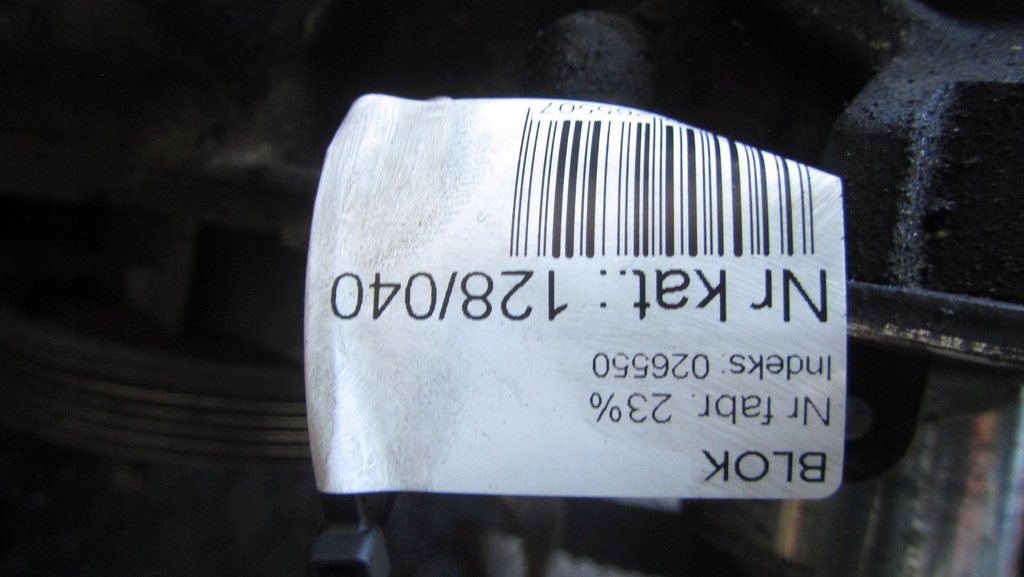 BLOK
Nr fabr. 23%
Indeks: 026550
Nr kat.: 128/040